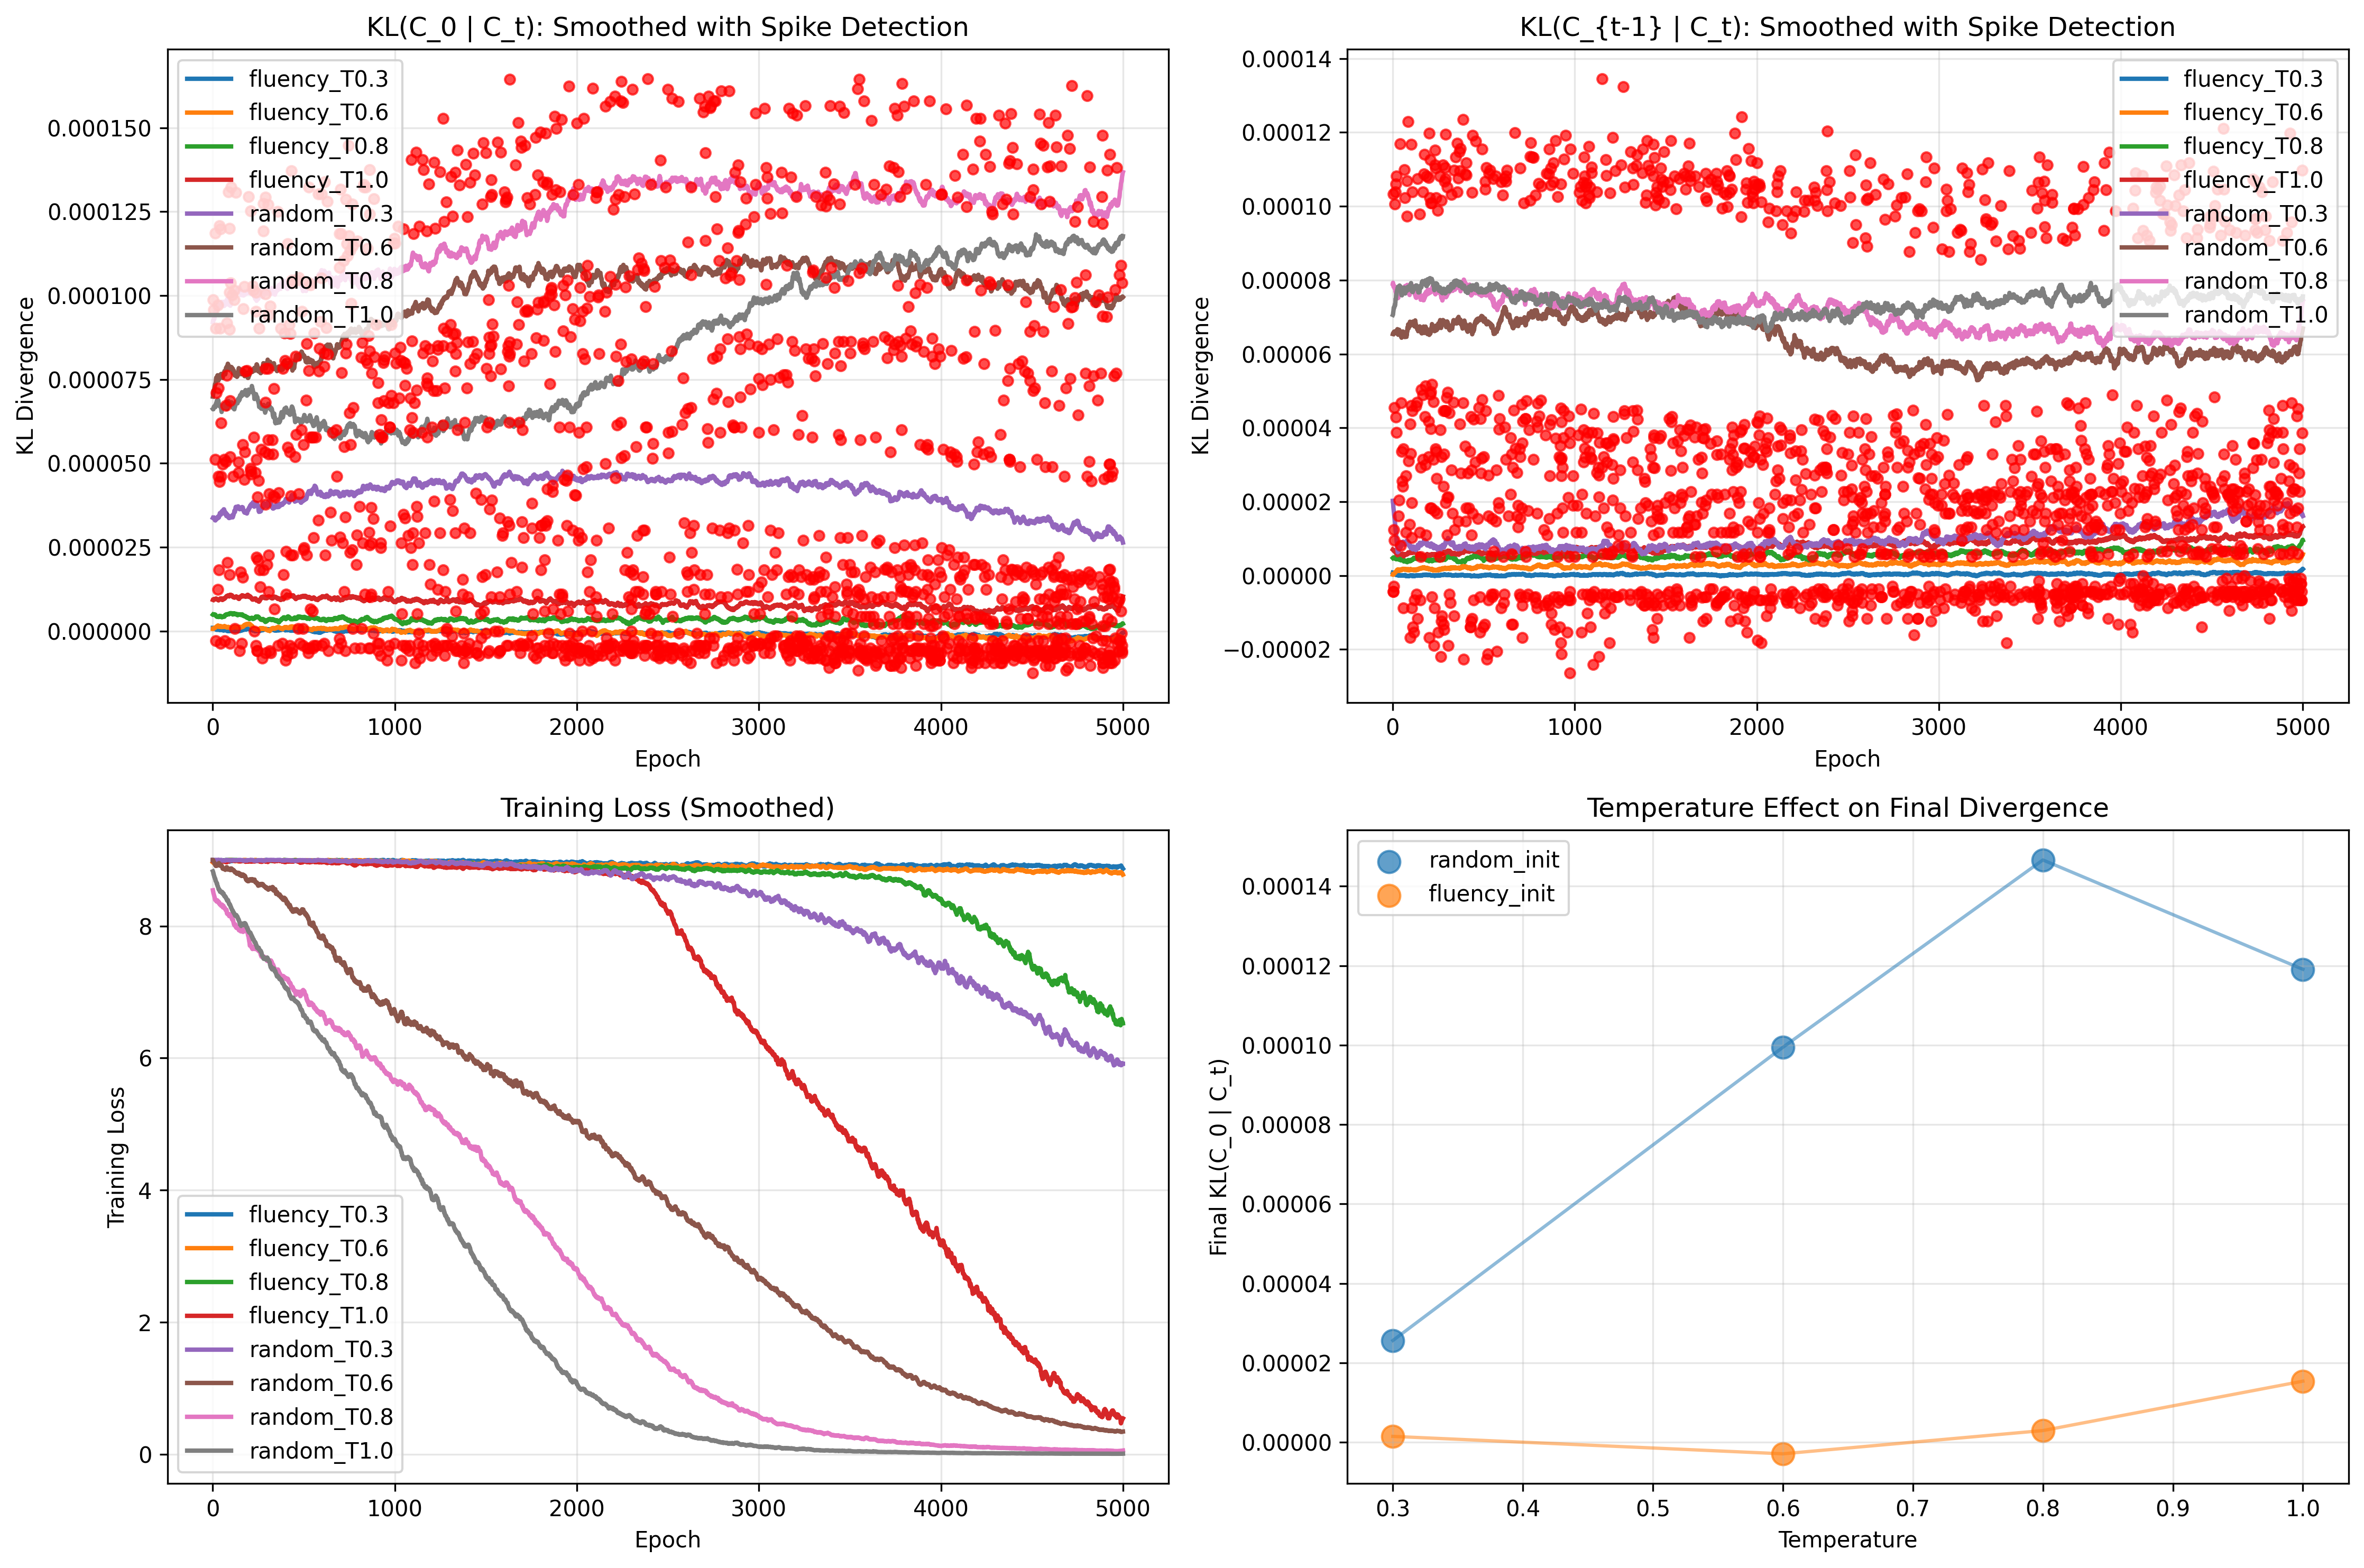 KL(C_0 | C_t): Smoothed with Spike Detection
KL Divergence
0.000150
0.000125
0.000100
0.000075
0.000050
0.000025
0.000000
fluency_T0.3
fluency_T0.6
fluency_T0.8
fluency_T1.0
random_T0.3
random_T0.6
random_T0.8
random_T1.0
0 1000 2000 3000 4000 5000
Epoch
KL(C_{t-1} | C_t): Smoothed with Spike Detection
KL Divergence
0.00014
0.00012
0.00010
0.00008
0.00006
0.00004
0.00002
0.00000
−0.00002
fluency_T0.3
fluency_T0.6
fluency_T0.8
fluency_T1.0
random_T0.3
random_T0.6
random_T0.8
random_T1.0
0 1000 2000 3000 4000 5000
Epoch
Training Loss (Smoothed)
Training Loss
8
6
4
2
0
fluency_T0.3
fluency_T0.6
fluency_T0.8
fluency_T1.0
random_T0.3
random_T0.6
random_T0.8
random_T1.0
0 1000 2000 3000 4000 5000
Epoch
Temperature Effect on Final Divergence
Final KL(C_0 | C_t)
0.00014
0.00012
0.00010
0.00008
0.00006
0.00004
0.00002
0.00000
random_init
fluency_init
0.3 0.4 0.5 0.6 0.7 0.8 0.9 1.0
Temperature